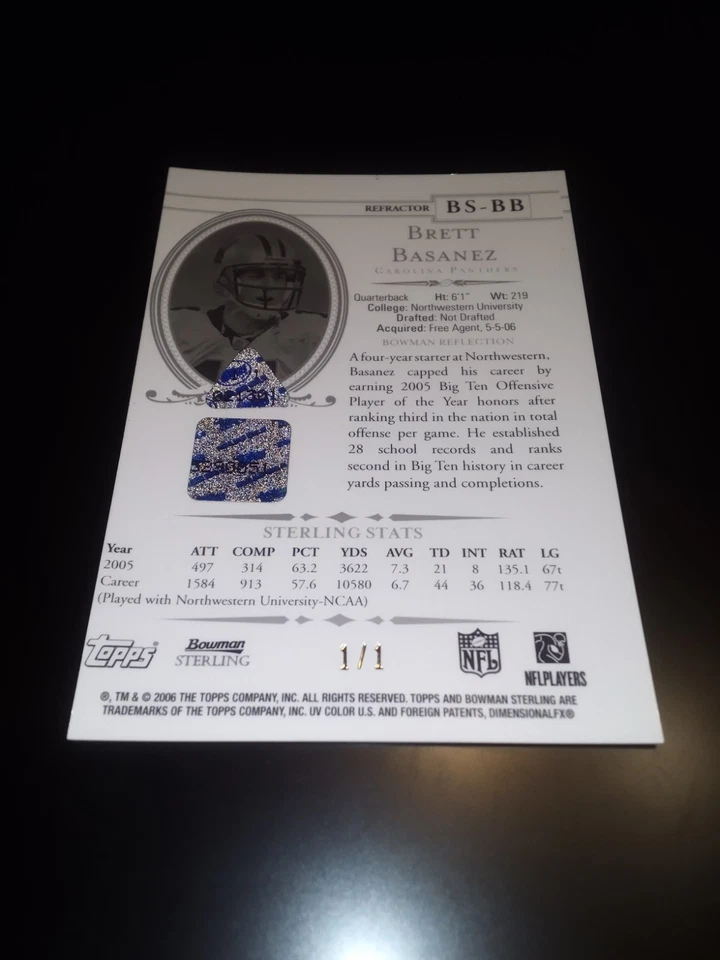 REFRACTOR BS-BB
BRETT
BASANEZ
CAROLINA PANTHERS
Quarterback Ht: 6'1" Wt: 219
College: Northwestern University
Drafted: Not Drafted
Acquired: Free Agent, 5-5-06
BOWMAN REFLECTION
A four-year starter at Northwestern,
Basanez capped his career by
earning 2005 Big Ten Offensive
Player of the Year honors after
ranking third in the nation in total
offense per game. He established
28 school records and ranks
second in Big Ten history in career
yards passing and completions.
STERLING STATS
Year ATT COMP PCT YDS AVG TD INT RAT LG
2005 497 314 63.2 3622 7.3 21 8 135.1 67t
Career 1584 913 57.6 10580 6.7 44 36 118.4 77t
(Played with Northwestern University-NCAA)
Topps Bowman STERLING 1/1 NFL NFLPLAYERS
®, TM & © 2006 THE TOPPS COMPANY, INC. ALL RIGHTS RESERVED. TOPPS AND BOWMAN STERLING ARE
TRADEMARKS OF THE TOPPS COMPANY, INC. UV COLOR U.S. AND FOREIGN PATENTS, DIMENSIONALFX®